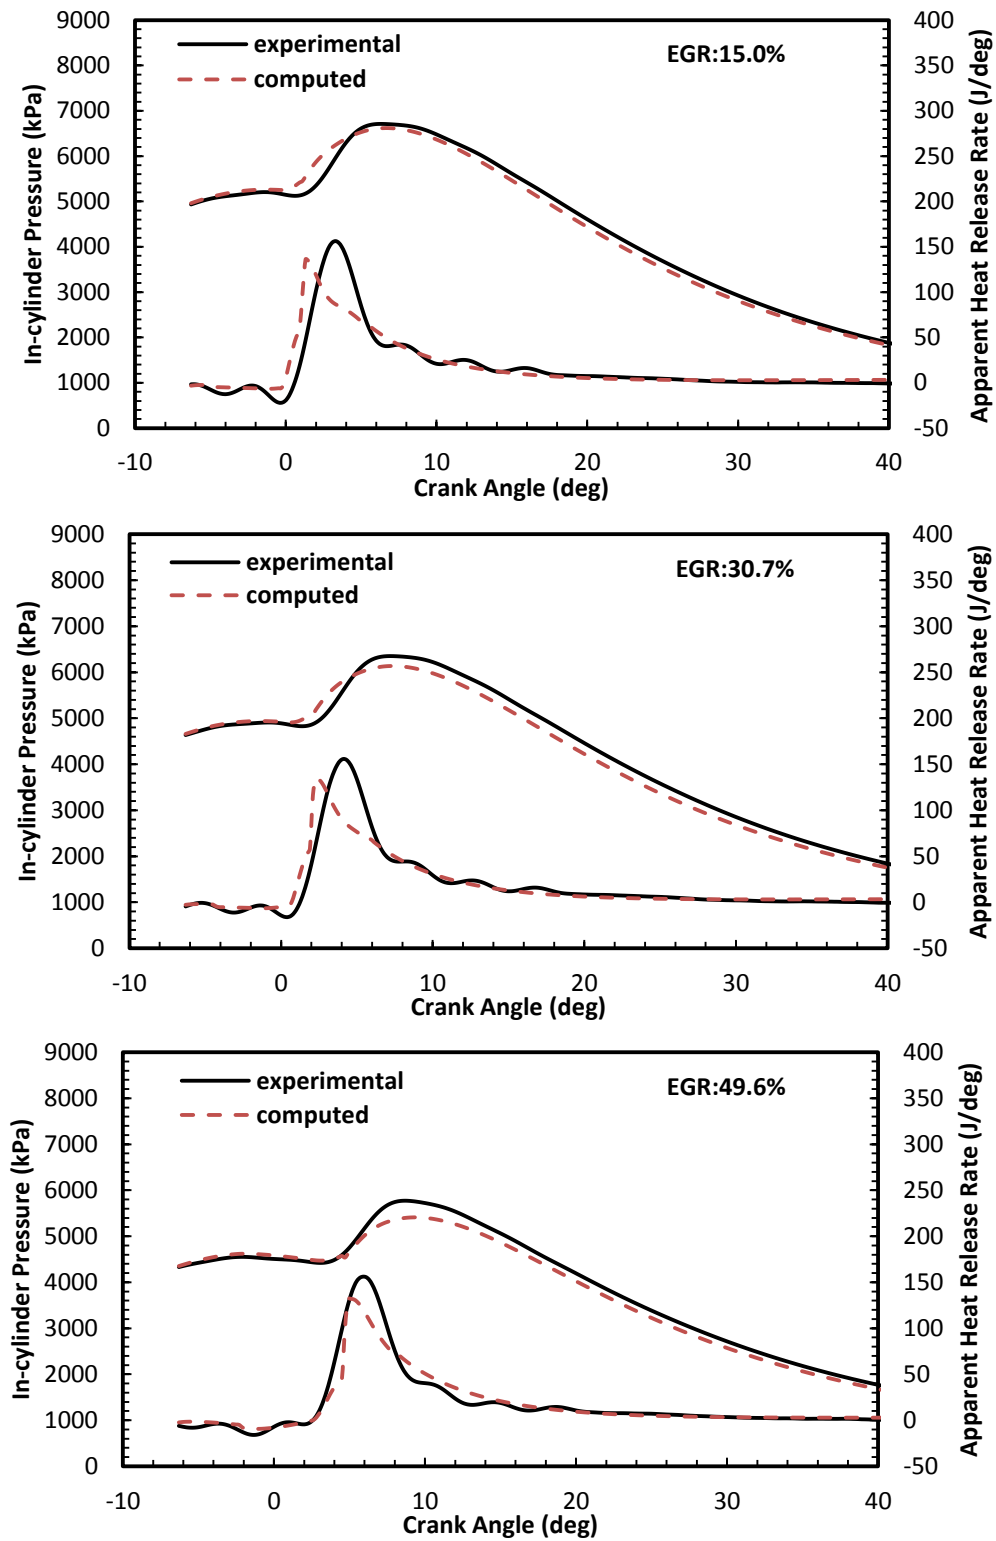 In-cylinder Pressure (kPa)
9000
8000
7000
6000
5000
4000
3000
2000
1000
0
experimental
computed
EGR:15.0%
400
350
300
250
200
150
100
50
0
-50
Apparent Heat Release Rate (J/deg)
-10 0 10 20 30 40
Crank Angle (deg)
In-cylinder Pressure (kPa)
9000
8000
7000
6000
5000
4000
3000
2000
1000
0
experimental
computed
EGR:30.7%
400
350
300
250
200
150
100
50
0
-50
Apparent Heat Release Rate (J/deg)
-10 0 10 20 30 40
Crank Angle (deg)
In-cylinder Pressure (kPa)
9000
8000
7000
6000
5000
4000
3000
2000
1000
0
experimental
computed
EGR:49.6%
400
350
300
250
200
150
100
50
0
-50
Apparent Heat Release Rate (J/deg)
-10 0 10 20 30 40
Crank Angle (deg)